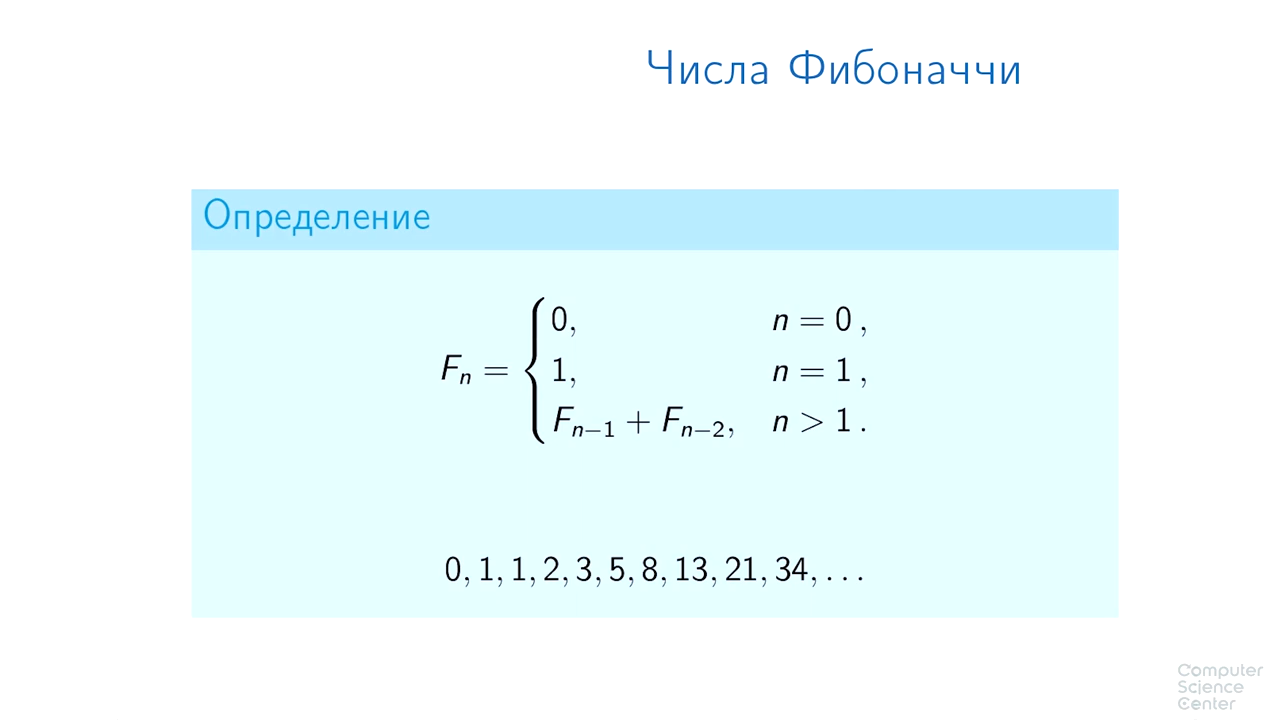 Числа Фибоначчи
Определение
0, n = 0 ,
Fₙ = 1, n = 1 ,
Fₙ₋₁ + Fₙ₋₂, n > 1 .
0, 1, 1, 2, 3, 5, 8, 13, 21, 34, . . .
Computer
Science
Center